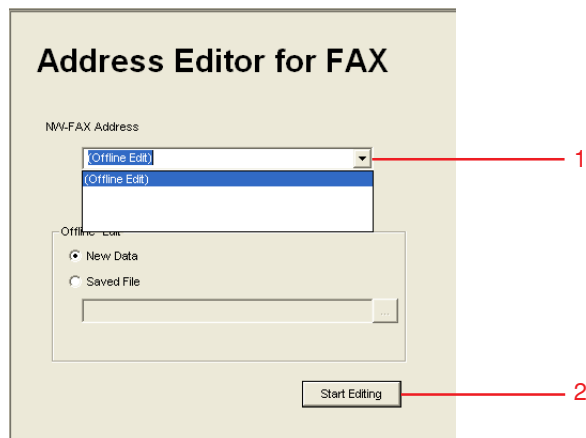 Address Editor for FAX
NW-FAX Address
(Offline Edit)
1
(Offline Edit)
Offline Edit
New Data
Saved File
...
Start Editing
2